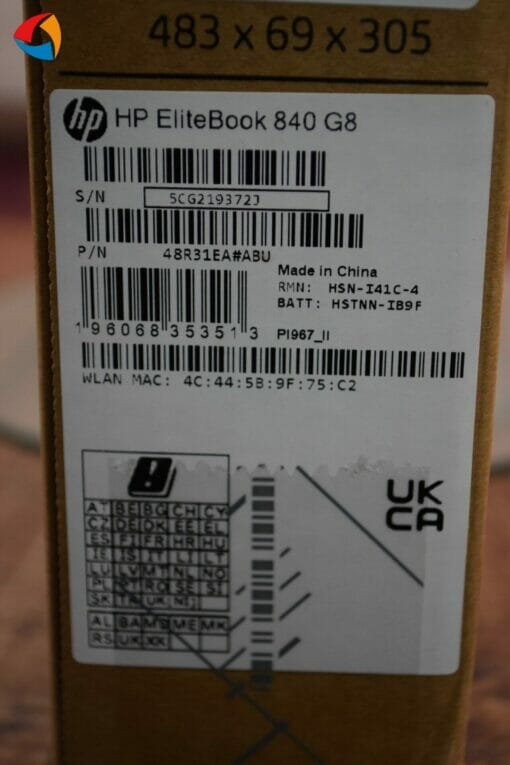 483 x 69 x 305
hp HP EliteBook 840 G8
S/N 5CG219372J
P/N 48R31EA#ABU
Made in China
RMN: HSN-I41C-4
BATT: HSTNN-IB9F
1 96068 35351 3 PI967_II
WLAN MAC: 4C:44:5B:9F:75:C2
!
UK
CA
AT BE BG CH CY
CZ DE DK EE EL
ES FI FR HR HU
IE IS IT LI LT
LU LV MT NL NO
PL PT RO SE SI
SK TR UK
AL BA ME MK
RS UK XK